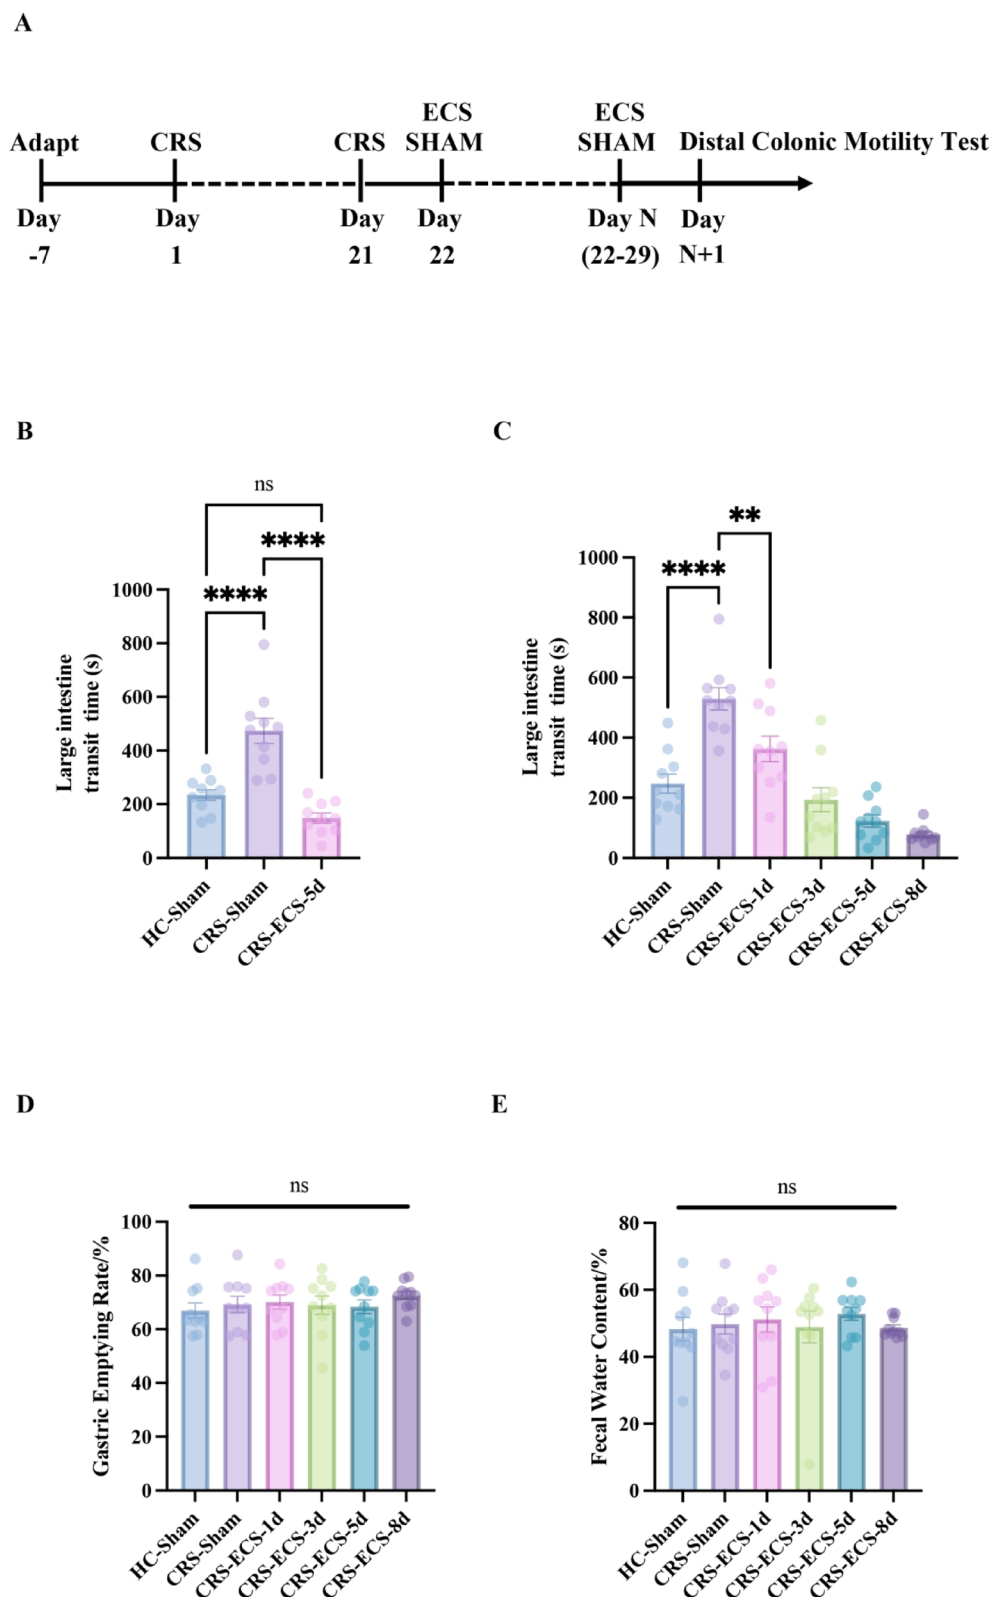 A
ECS ECS
Adapt CRS CRS SHAM SHAM Distal Colonic Motility Test
Day Day Day Day Day N Day
-7 1 21 22 (22-29) N+1
B
ns
****
****
Large intestine
transit time (s)
1000
800
600
400
200
0
HC-Sham
CRS-Sham
CRS-ECS-5d
C
**
****
Large intestine
transit time (s)
1000
800
600
400
200
0
HC-Sham
CRS-Sham
CRS-ECS-1d
CRS-ECS-3d
CRS-ECS-5d
CRS-ECS-8d
D
ns
Gastric Emptying Rate/%
100
80
60
40
20
0
HC-Sham
CRS-Sham
CRS-ECS-1d
CRS-ECS-3d
CRS-ECS-5d
CRS-ECS-8d
E
ns
Fecal Water Content/%
80
60
40
20
0
HC-Sham
CRS-Sham
CRS-ECS-1d
CRS-ECS-3d
CRS-ECS-5d
CRS-ECS-8d